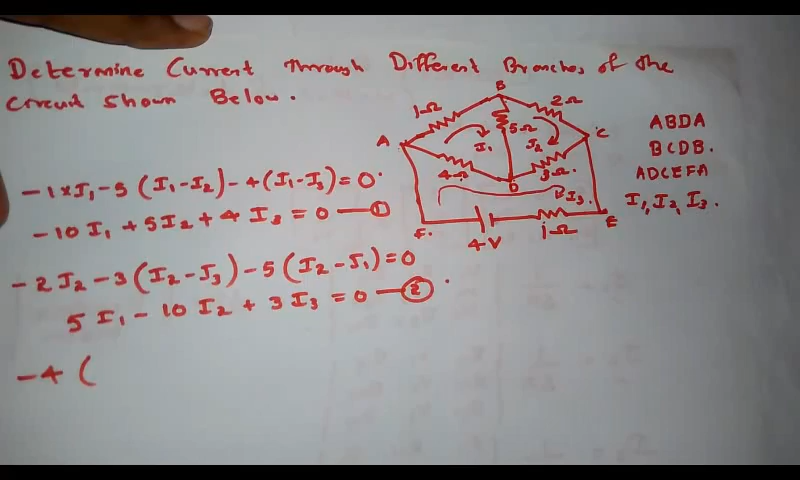 Determine Current through Different Branches of the
Circuit Shown Below.
B
1Ω
2Ω
5Ω
A
I1
I2
C
4Ω
3Ω
D
I3
F
4V
1Ω
E
ABDA
BCDB.
ADCEFA
I1, I2, I3.
-1×I1-5(I1-I2)-4(I1-I3)=0
-10I1+5I2+4I3=0—①
-2I2-3(I2-I3)-5(I2-I1)=0
5I1-10I2+3I3=0—②
-4(